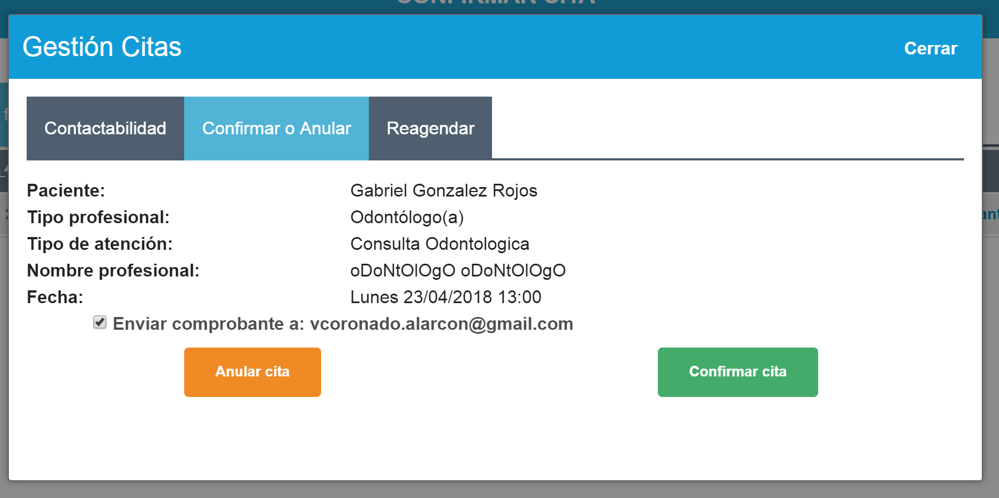 CONFIRMAR CITA
Gestión Citas
Cerrar
Contactabilidad
Confirmar o Anular
Reagendar
Paciente: Gabriel Gonzalez Rojos
Tipo profesional: Odontólogo(a)
Tipo de atención: Consulta Odontologica
Nombre profesional: oDoNtOlOgO oDoNtOlOgO
Fecha: Lunes 23/04/2018 13:00
Enviar comprobante a: vcoronado.alarcon@gmail.com
Anular cita
Confirmar cita